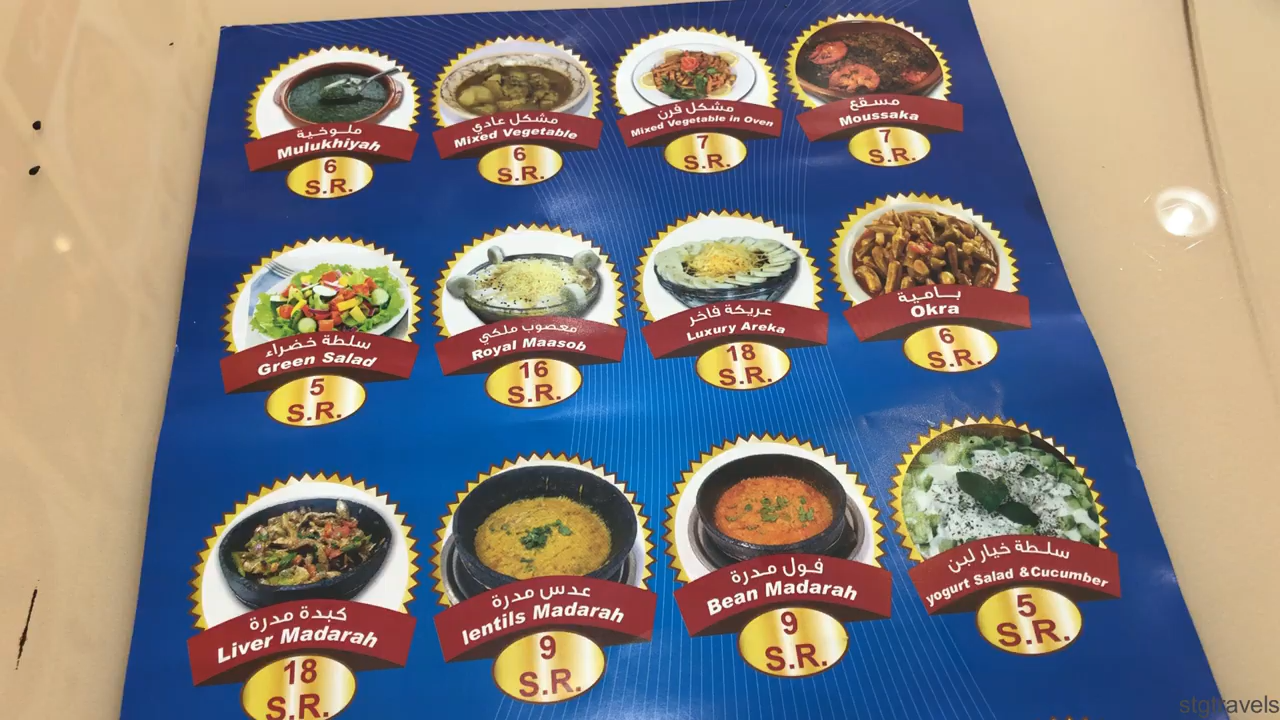 ملوخية
Mulukhiyah
6
S.R.
مشكل عادي
Mixed Vegetable
6
S.R.
مشكل فرن
Mixed Vegetable in Oven
7
S.R.
مسقع
Moussaka
7
S.R.
سلطة خضراء
Green Salad
5
S.R.
معصوب ملكي
Royal Maasob
16
S.R.
عريكة فاخر
Luxury Areka
18
S.R.
بامية
Okra
6
S.R.
كبدة مدرة
Liver Madarah
18
S.R.
عدس مدرة
lentils Madarah
9
S.R.
فول مدرة
Bean Madarah
9
S.R.
سلطة خيار لبن
yogurt Salad &Cucumber
5
S.R.
stgtravels